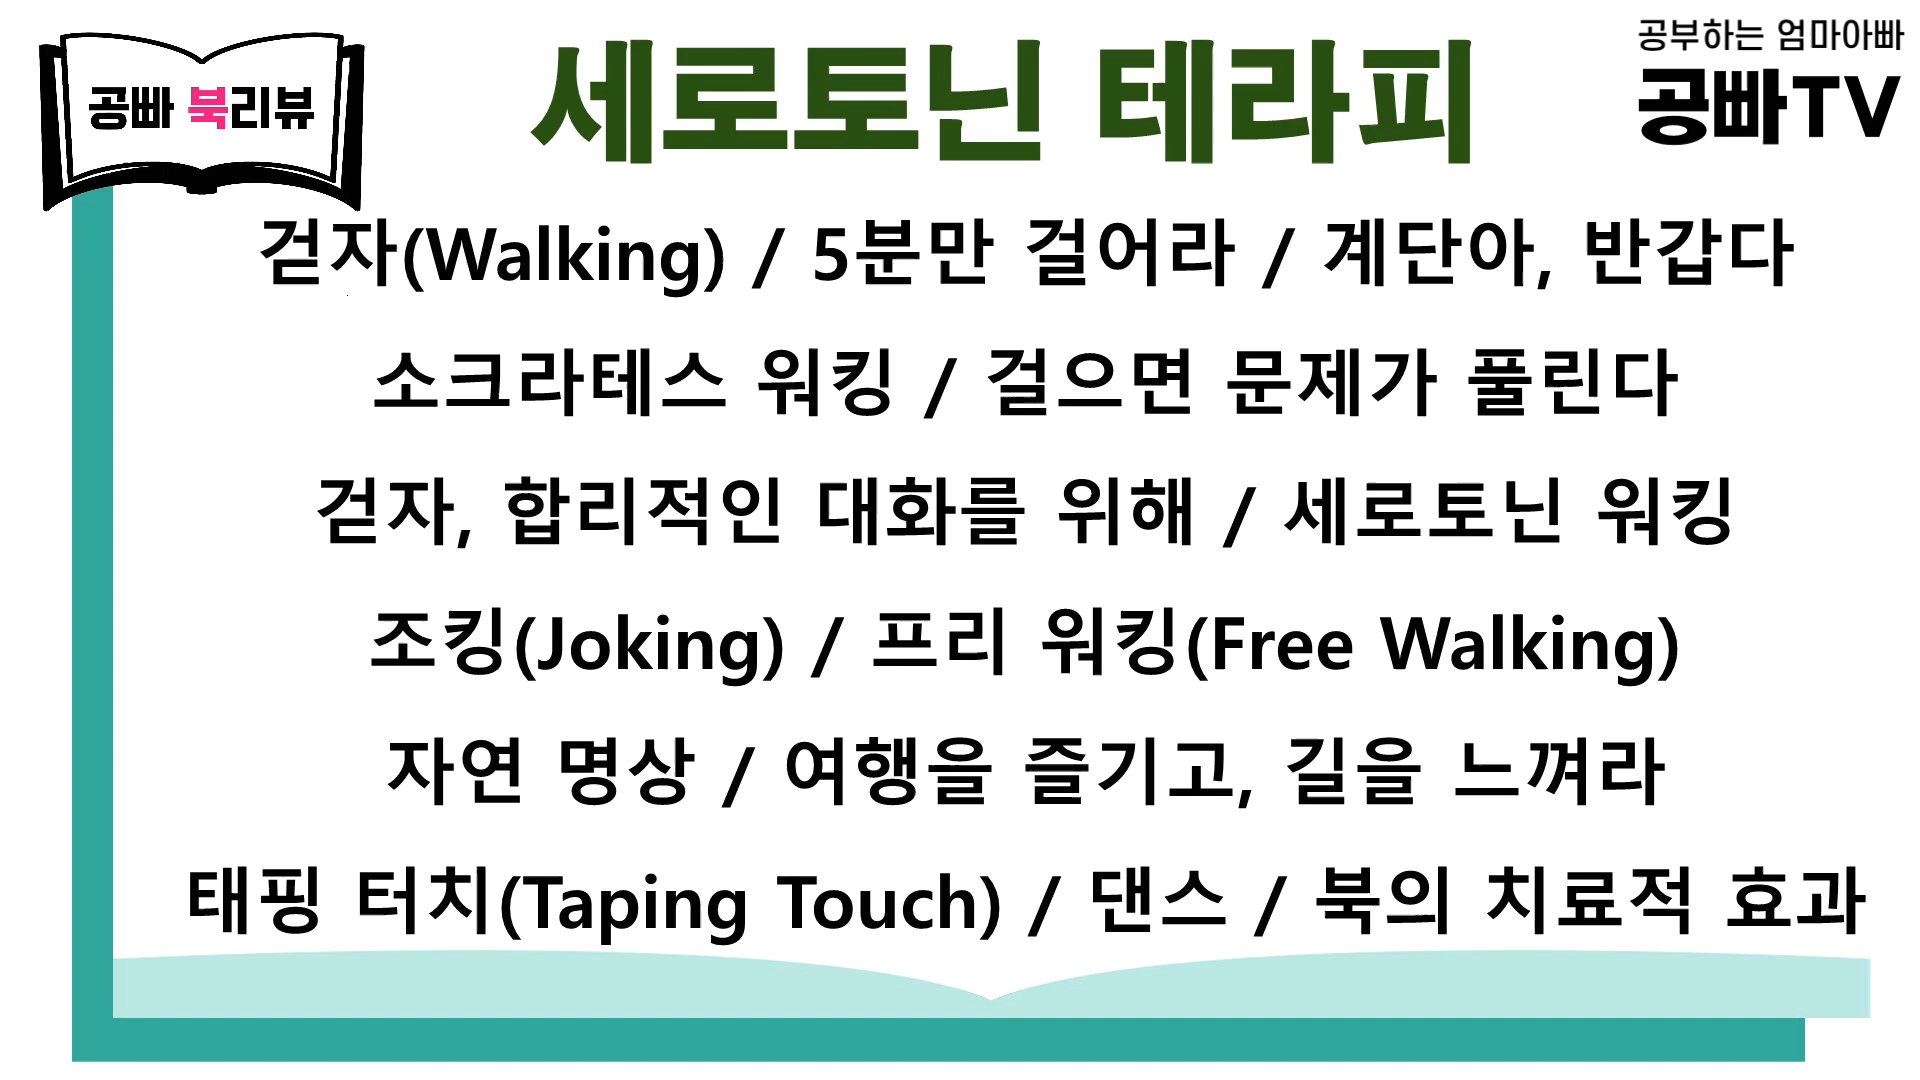 공빠 북리뷰
세로토닌 테라피
공부하는 엄마아빠
공빠TV
걷자(Walking) / 5분만 걸어라 / 계단아, 반갑다
소크라테스 워킹 / 걸으면 문제가 풀린다
걷자, 합리적인 대화를 위해 / 세로토닌 워킹
조킹(Joking) / 프리 워킹(Free Walking)
자연 명상 / 여행을 즐기고, 길을 느껴라
태핑 터치(Taping Touch) / 댄스 / 북의 치료적 효과